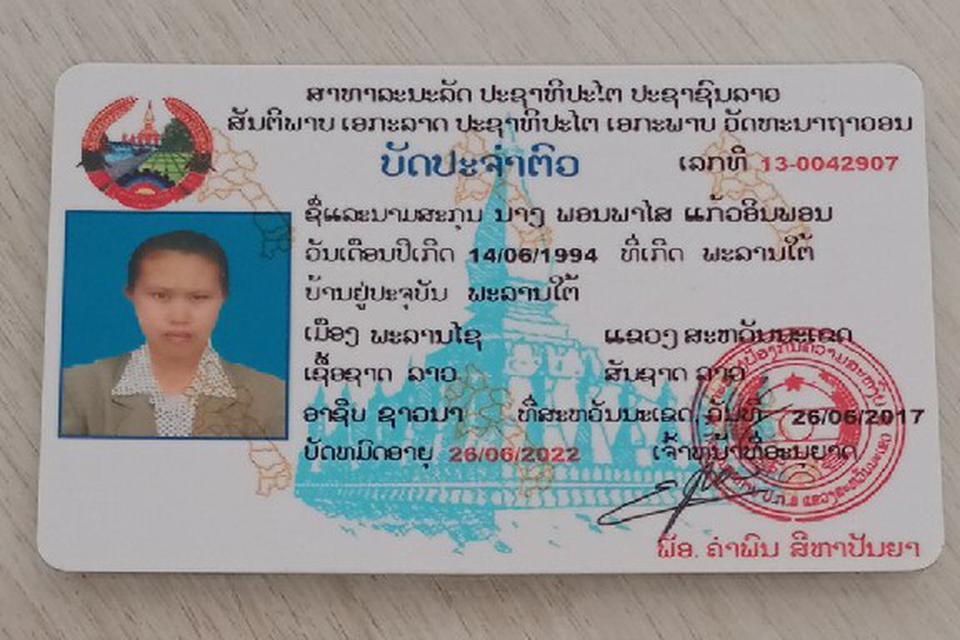 ສາທາລະນະລັດ ປະຊາທິປະໄຕ ປະຊາຊົນລາວ
ສັນຕິພາບ ເອກະລາດ ປະຊາທິປະໄຕ ເອກະພາບ ວັດທະນາຖາວອນ
ບັດປະຈຳຕົວ ເລກທີ 13-0042907
ຊື່ແລະນາມສະກຸນ ນາງ ພອນພາໄສ ແກ້ວອິນພອນ
ວັນເດືອນປີເກີດ 14/06/1994 ທີ່ເກີດ ພະລານໃຕ້
ບ້ານຢູ່ປະຈຸບັນ ພະລານໃຕ້
ເມືອງ ພະລານໄຊ ແຂວງ ສະຫວັນນະເຂດ
ເຊື້ອຊາດ ລາວ ສັນຊາດ ລາວ
ອາຊີບ ຊາວນາ ທີ່ສະຫວັນນະເຂດ, ວັນທີ 26/06/2017
ບັດຫມົດອາຍຸ 26/06/2022 ເຈົ້າຫນ້າທີ່ອະນຸຍາດ
ພອ. ຄຳພົນ ສີຫາປັນຍາ